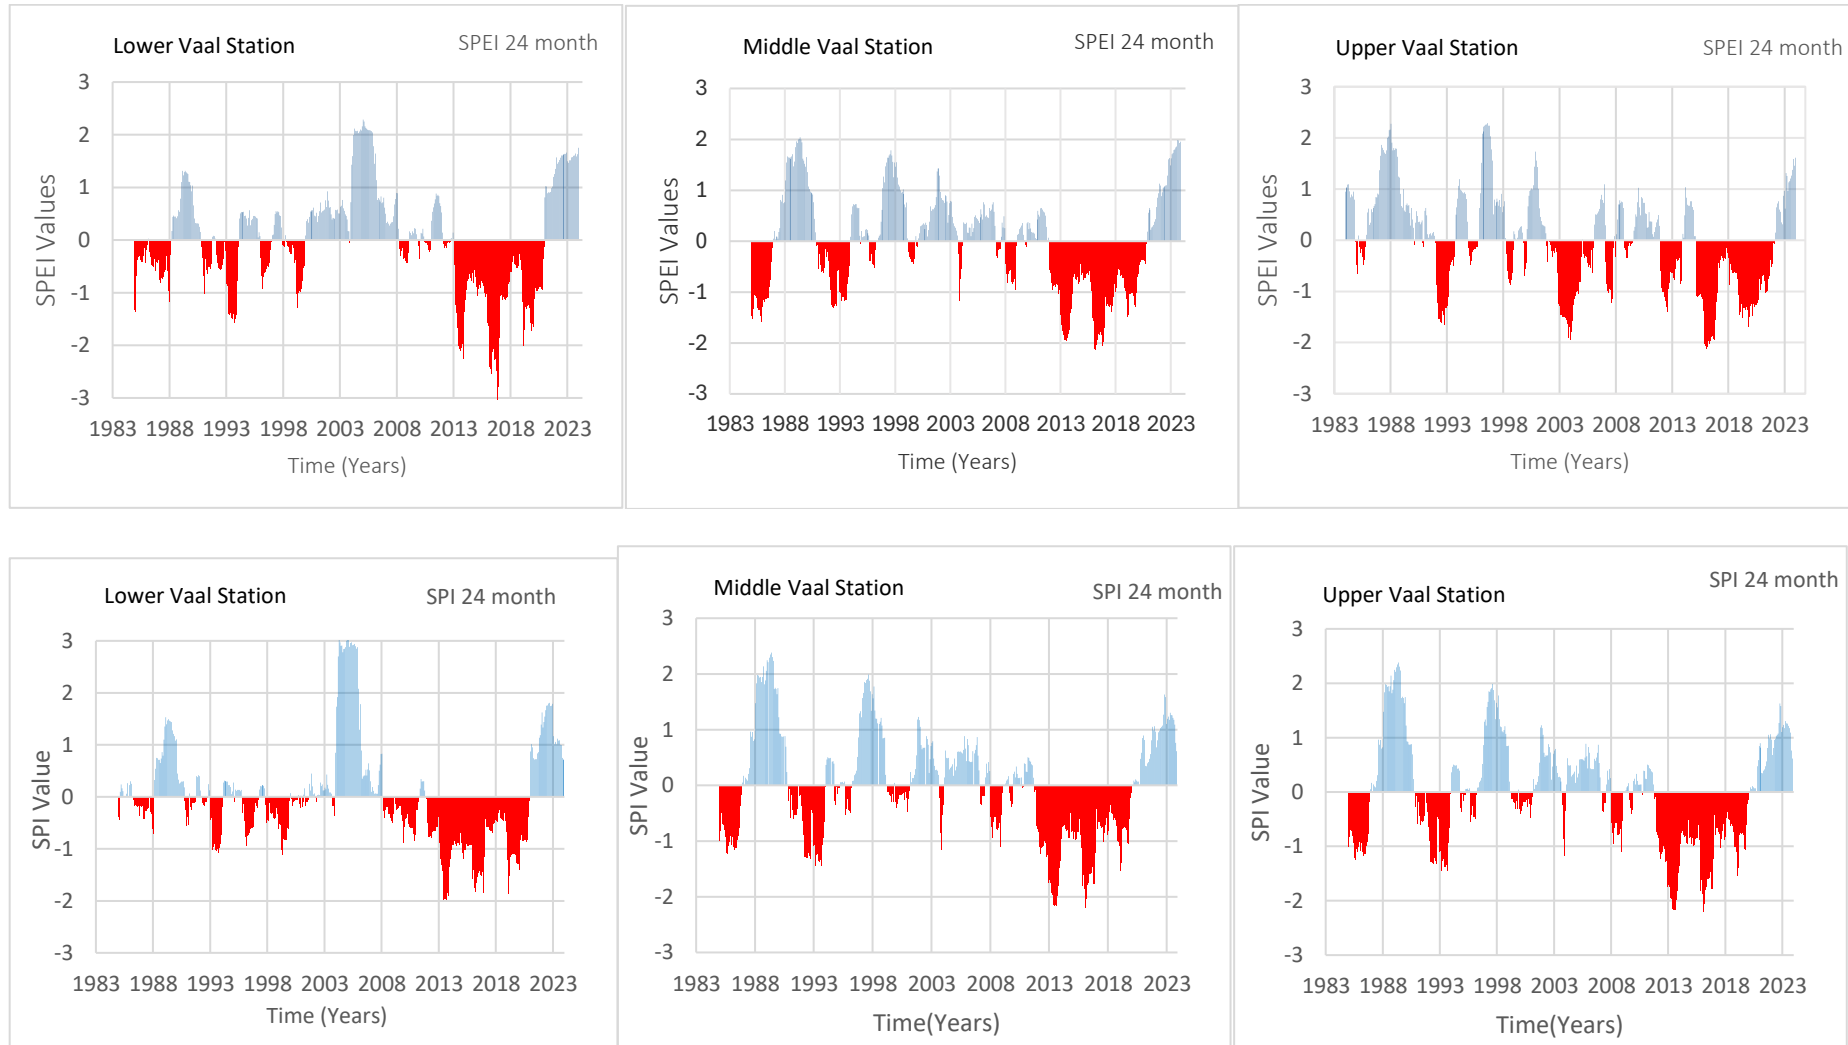 Lower Vaal Station
SPEI 24 month
3
2
1
0
-1
-2
-3
SPEI Values
1983 1988 1993 1998 2003 2008 2013 2018 2023
Time (Years)
Middle Vaal Station
SPEI 24 month
3
2
1
0
-1
-2
-3
SPEI Values
1983 1988 1993 1998 2003 2008 2013 2018 2023
Time (Years)
Upper Vaal Station
SPEI 24 month
3
2
1
0
-1
-2
-3
SPEI Values
1983 1988 1993 1998 2003 2008 2013 2018 2023
Time (Years)
Lower Vaal Station
SPI 24 month
3
2
1
0
-1
-2
-3
SPI Value
1983 1988 1993 1998 2003 2008 2013 2018 2023
Time (Years)
Middle Vaal Station
SPI 24 month
3
2
1
0
-1
-2
-3
SPI Value
1983 1988 1993 1998 2003 2008 2013 2018 2023
Time(Years)
Upper Vaal Station
SPI 24 month
3
2
1
0
-1
-2
-3
SPI Value
1983 1988 1993 1998 2003 2008 2013 2018 2023
Time(Years)